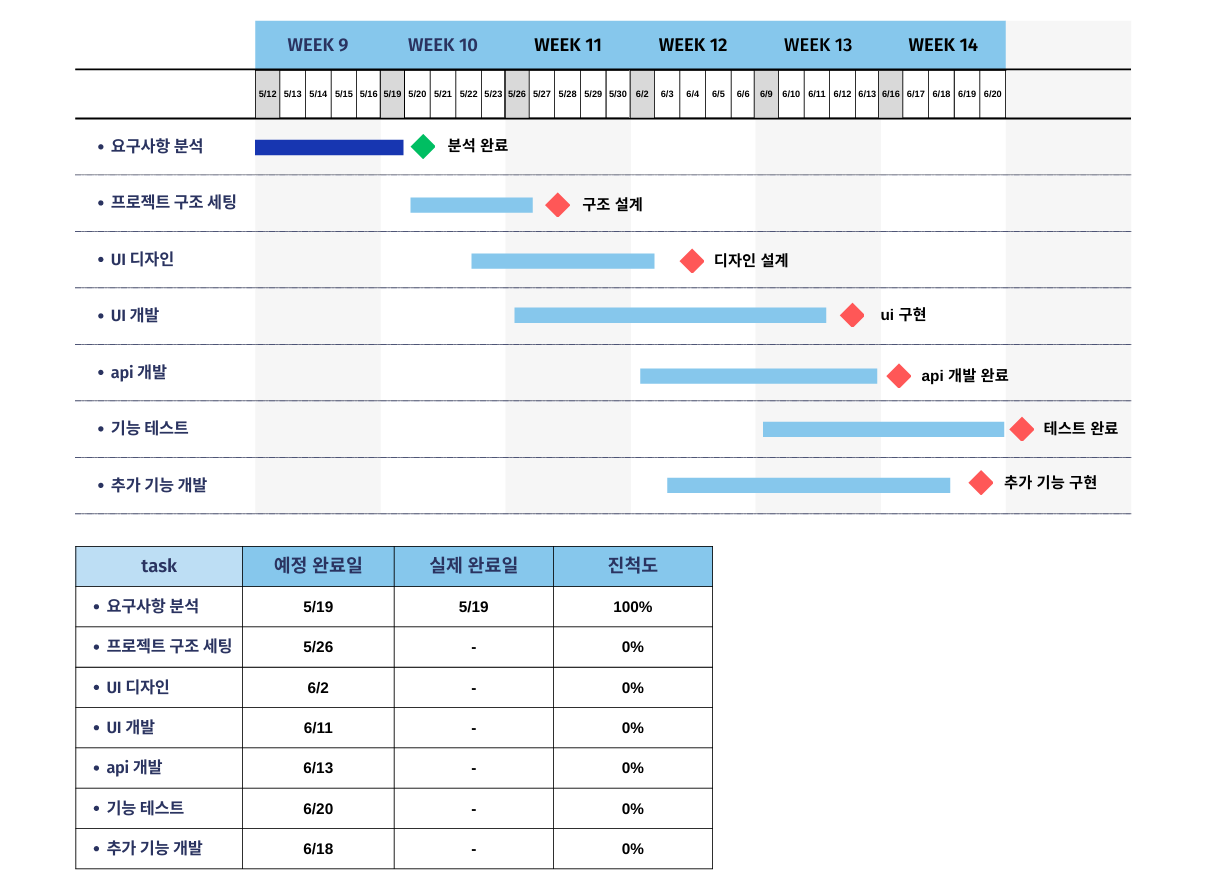 WEEK 9 WEEK 10 WEEK 11 WEEK 12 WEEK 13 WEEK 14
5/12 5/13 5/14 5/15 5/16 5/19 5/20 5/21 5/22 5/23 5/26 5/27 5/28 5/29 5/30 6/2 6/3 6/4 6/5 6/6 6/9 6/10 6/11 6/12 6/13 6/16 6/17 6/18 6/19 6/20
• 요구사항 분석 분석 완료
• 프로젝트 구조 세팅 구조 설계
• UI 디자인 디자인 설계
• UI 개발 ui 구현
• api 개발 api 개발 완료
• 기능 테스트 테스트 완료
• 추가 기능 개발 추가 기능 구현
task 예정 완료일 실제 완료일 진척도
• 요구사항 분석 5/19 5/19 100%
• 프로젝트 구조 세팅 5/26 - 0%
• UI 디자인 6/2 - 0%
• UI 개발 6/11 - 0%
• api 개발 6/13 - 0%
• 기능 테스트 6/20 - 0%
• 추가 기능 개발 6/18 - 0%